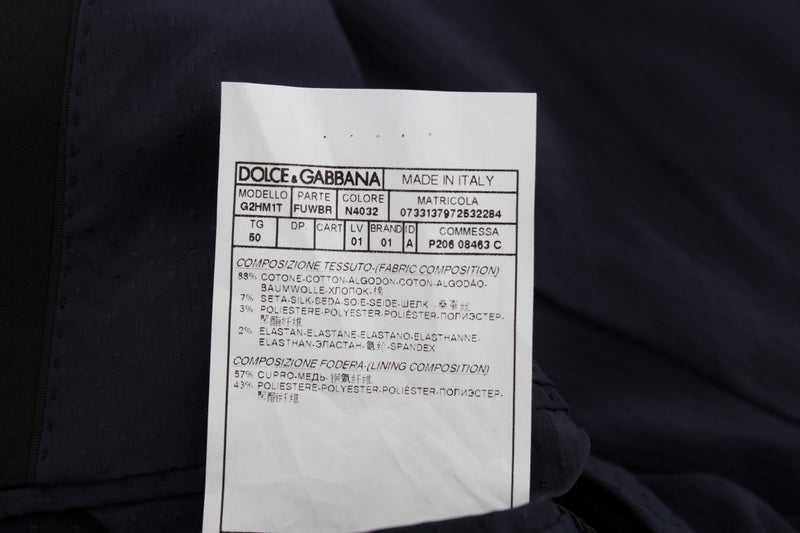 DOLCE & GABBANA MADE IN ITALY
MODELLO PARTE COLORE MATRICOLA
G2HM1T FUWBR N4032 0733137972532284
TG DP. CART LV BRAND ID COMMESSA
50 01 01 A P206 08463 C
COMPOSIZIONE TESSUTO-(FABRIC COMPOSITION)
88% COTONE-COTTON-ALGODON-COTON-ALGODAO-
BAUMWOLLE-ХЛОПОК-棉
7% SETA-SILK-SEDA-SOIE-SEIDE-ШЕЛК -桑蚕丝
3% POLIESTERE-POLYESTER-POLIÉSTER-ПОЛИЭСТЕР-
聚酯纤维
2% ELASTAN-ELASTANE-ELASTANO-ELASTHANNE-
ELASTHAN-ЭЛАСТАН-氨纶-SPANDEX
COMPOSIZIONE FODERA-(LINING COMPOSITION)
57% CUPRO-МЕДЬ-铜氨纤维
43% POLIESTERE-POLYESTER-POLIÉSTER-ПОЛИЭСТЕР-
聚酯纤维